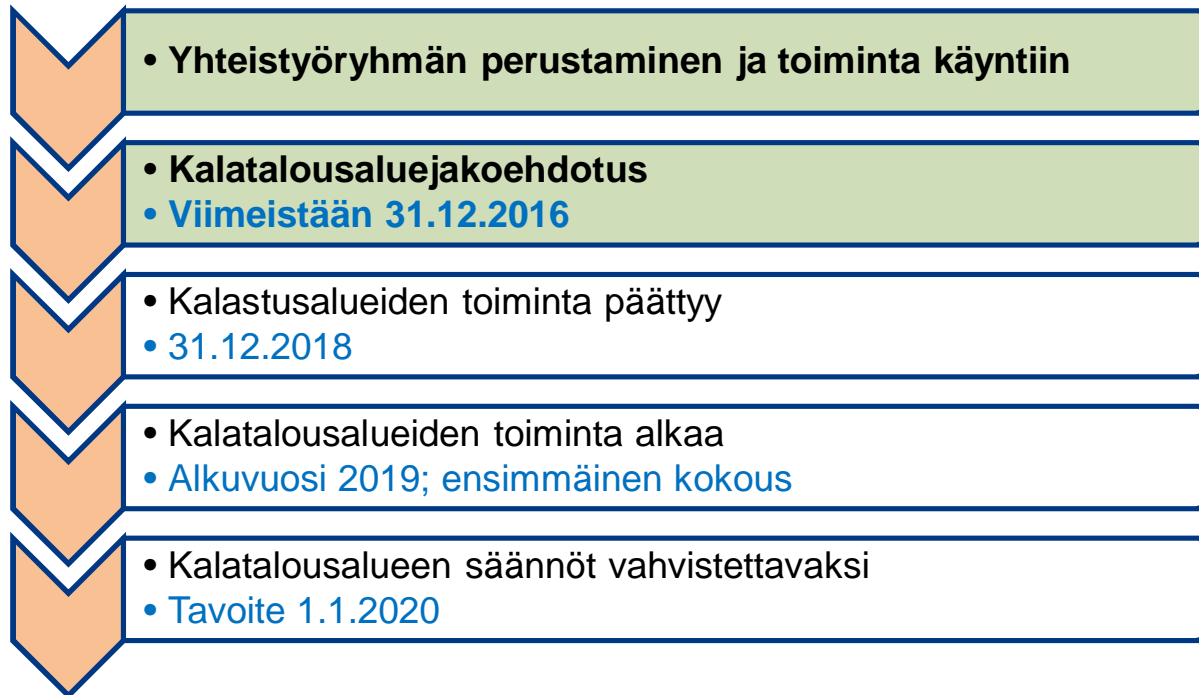 • Yhteistyöryhmän perustaminen ja toiminta käyntiin
• Kalatalousaluejakoehdotus
• Viimeistään 31.12.2016
• Kalastusalueiden toiminta päättyy
• 31.12.2018
• Kalatalousalueiden toiminta alkaa
• Alkuvuosi 2019; ensimmäinen kokous
• Kalatalousalueen säännöt vahvistettavaksi
• Tavoite 1.1.2020